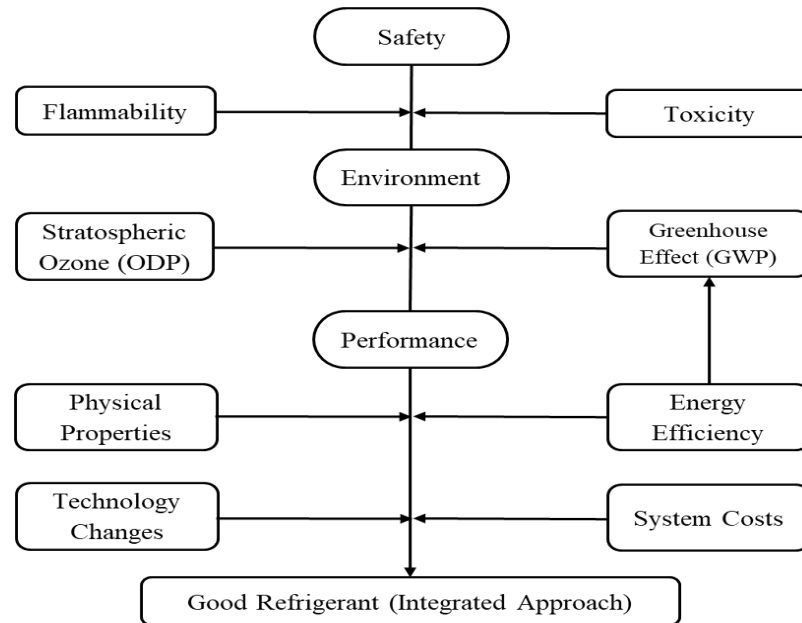 Safety
Flammability
Toxicity
Environment
Stratospheric
Ozone (ODP)
Greenhouse
Effect (GWP)
Performance
Physical
Properties
Energy
Efficiency
Technology
Changes
System Costs
Good Refrigerant (Integrated Approach)